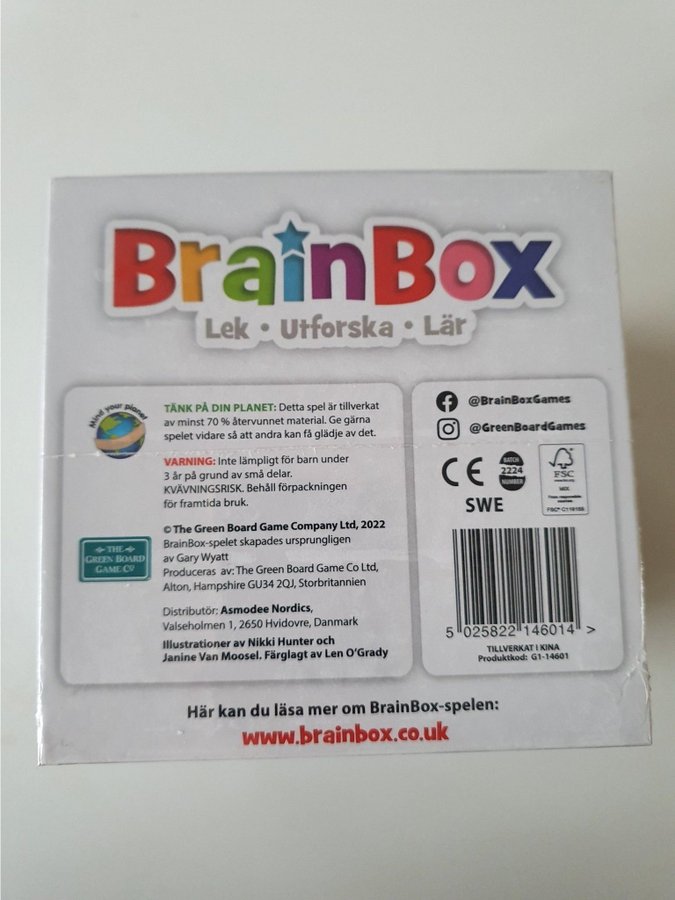 BrainBox
Lek • Utforska • Lär
Mind your planet
TÄNK PÅ DIN PLANET: Detta spel är tillverkat
av minst 70 % återvunnet material. Ge gärna
spelet vidare så att andra kan få glädje av det.
VARNING: Inte lämpligt för barn under
3 år på grund av små delar.
KVÄVNINGSRISK. Behåll förpackningen
för framtida bruk.
THE
GREEN BOARD
GAME CO
© The Green Board Game Company Ltd, 2022
BrainBox-spelet skapades ursprungligen
av Gary Wyatt
Produceras av: The Green Board Game Co Ltd,
Alton, Hampshire GU34 2QJ, Storbritannien
Distributör: Asmodee Nordics,
Valseholmen 1, 2650 Hvidovre, Danmark
Illustrationer av Nikki Hunter och
Janine Van Moosel. Färglagt av Len O'Grady
@BrainBoxGames
@GreenBoardGames
CE
BATCH
2224
NUMBER
FSC
MIX
SWE
5 025822 146014 >
TILLVERKAT I KINA
Produktkod: G1-14601
Här kan du läsa mer om BrainBox-spelen:
www.brainbox.co.uk